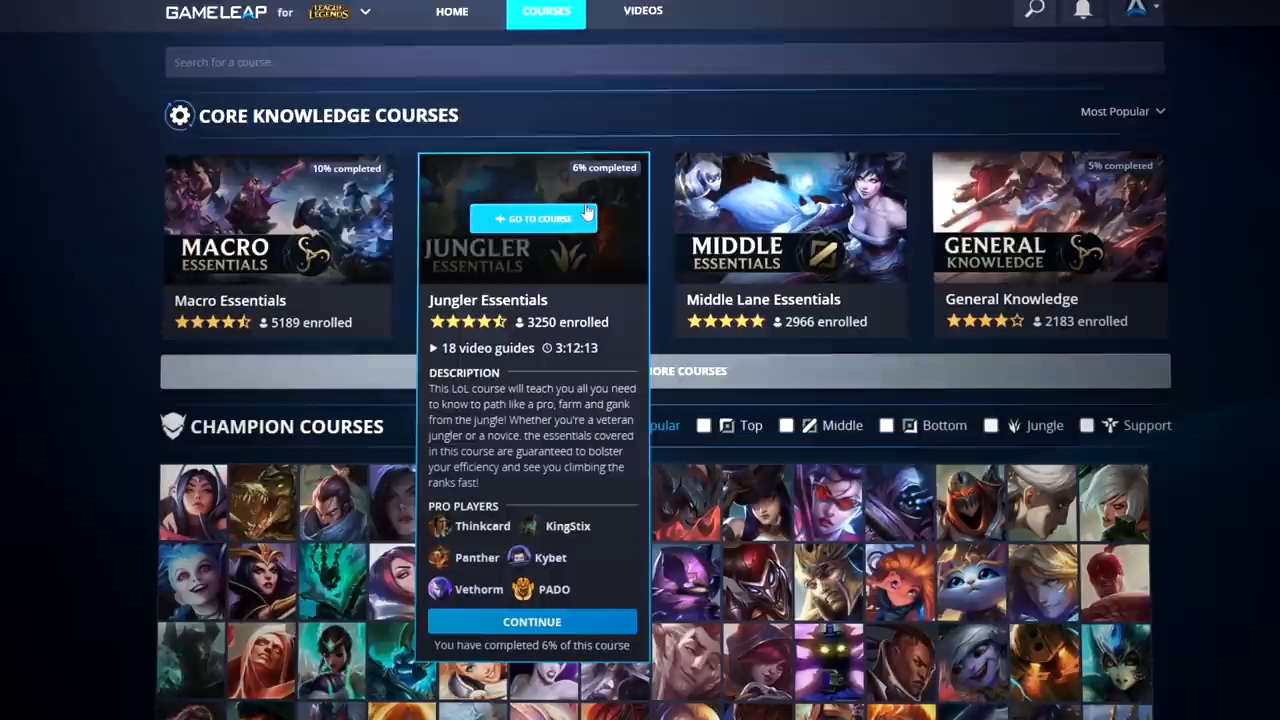 GAMELEAP for LEAGUE OF LEGENDS HOME COURSES VIDEOS
Search for a course
CORE KNOWLEDGE COURSES Most Popular
10% completed
MACRO
ESSENTIALS
Macro Essentials
5189 enrolled
6% completed
GO TO COURSE
JUNGLER
ESSENTIALS
Jungler Essentials
3250 enrolled
18 video guides 3:12:13
DESCRIPTION
This LoL course will teach you all you need
to know to path like a pro, farm and gank
from the jungle! Whether you're a veteran
jungler or a novice, the essentials covered
in this course are guaranteed to bolster
your efficiency and see you climbing the
ranks fast!
PRO PLAYERS
Thinkcard KingStix
Panther Kybet
Vethorm PADO
CONTINUE
You have completed 6% of this course
MIDDLE
ESSENTIALS
Middle Lane Essentials
2966 enrolled
5% completed
GENERAL
KNOWLEDGE
General Knowledge
2183 enrolled
COURSES
CHAMPION COURSES Top Middle Bottom Jungle Support